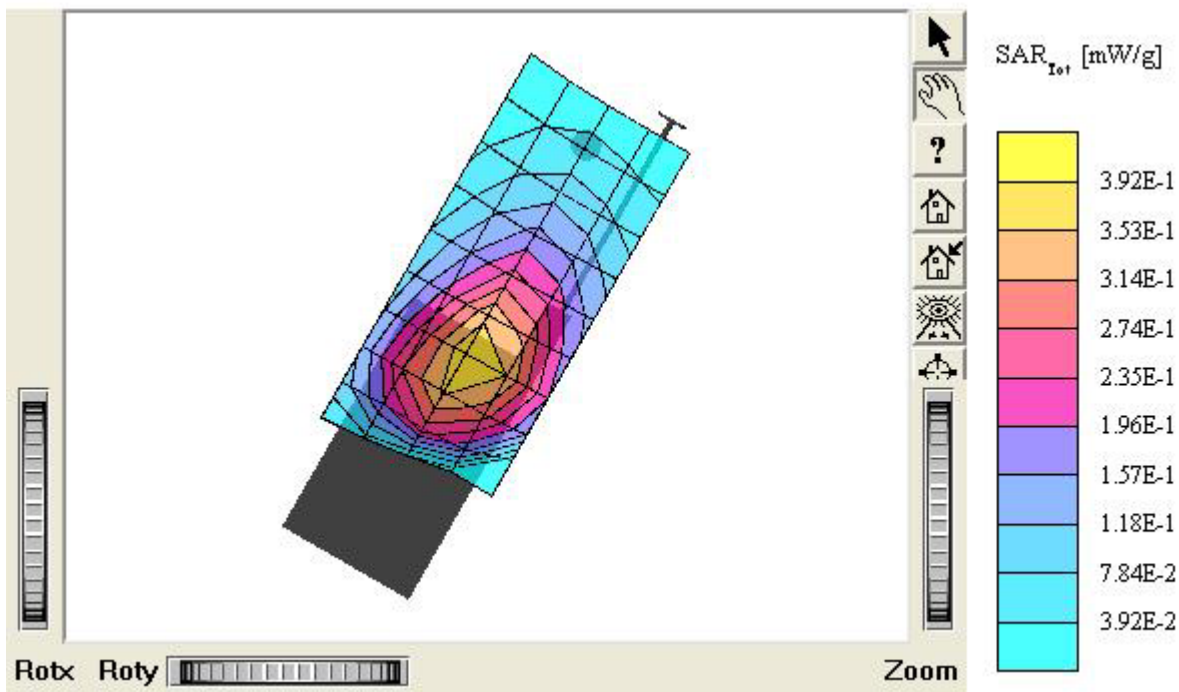 SARTot [mW/g]
?
3.92E-1
3.53E-1
3.14E-1
2.74E-1
2.35E-1
1.96E-1
1.57E-1
1.18E-1
7.84E-2
3.92E-2
Rotx Roty Zoom